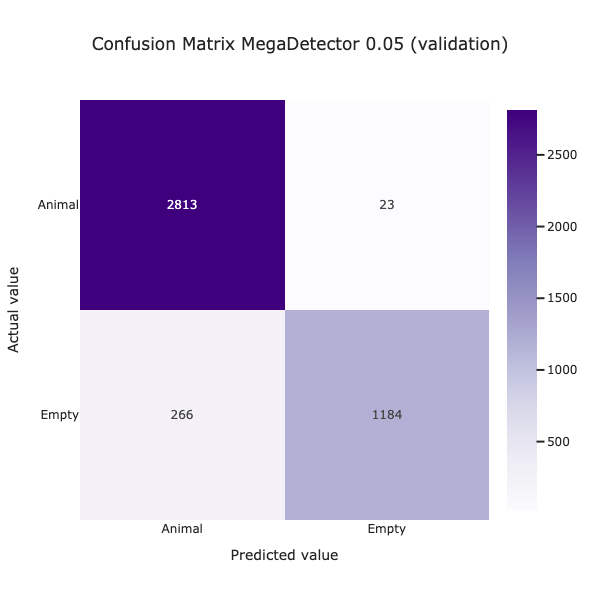 Confusion Matrix MegaDetector 0.05 (validation)
Actual value
Animal
2813
23
Empty
266
1184
Animal
Empty
Predicted value
2500
2000
1500
1000
500